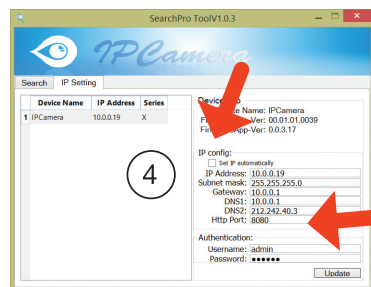 SearchPro ToolV1.0.3
IPCamera
Search IP Setting
Device Name IP Address Series
1 IPCamera 10.0.0.19 X
4
Name: IPCamera
Ver: 00.01.01.0039
App-Ver: 0.0.3.17
IP config:
Set IP automatically
IP Address: 10.0.0.19
Subnet mask: 255.255.255.0
Gateway: 10.0.0.1
DNS1: 10.0.0.1
DNS2: 212.242.40.3
Http Port: 8080
Authentication:
Username: admin
Password: ●●●●●●
Update